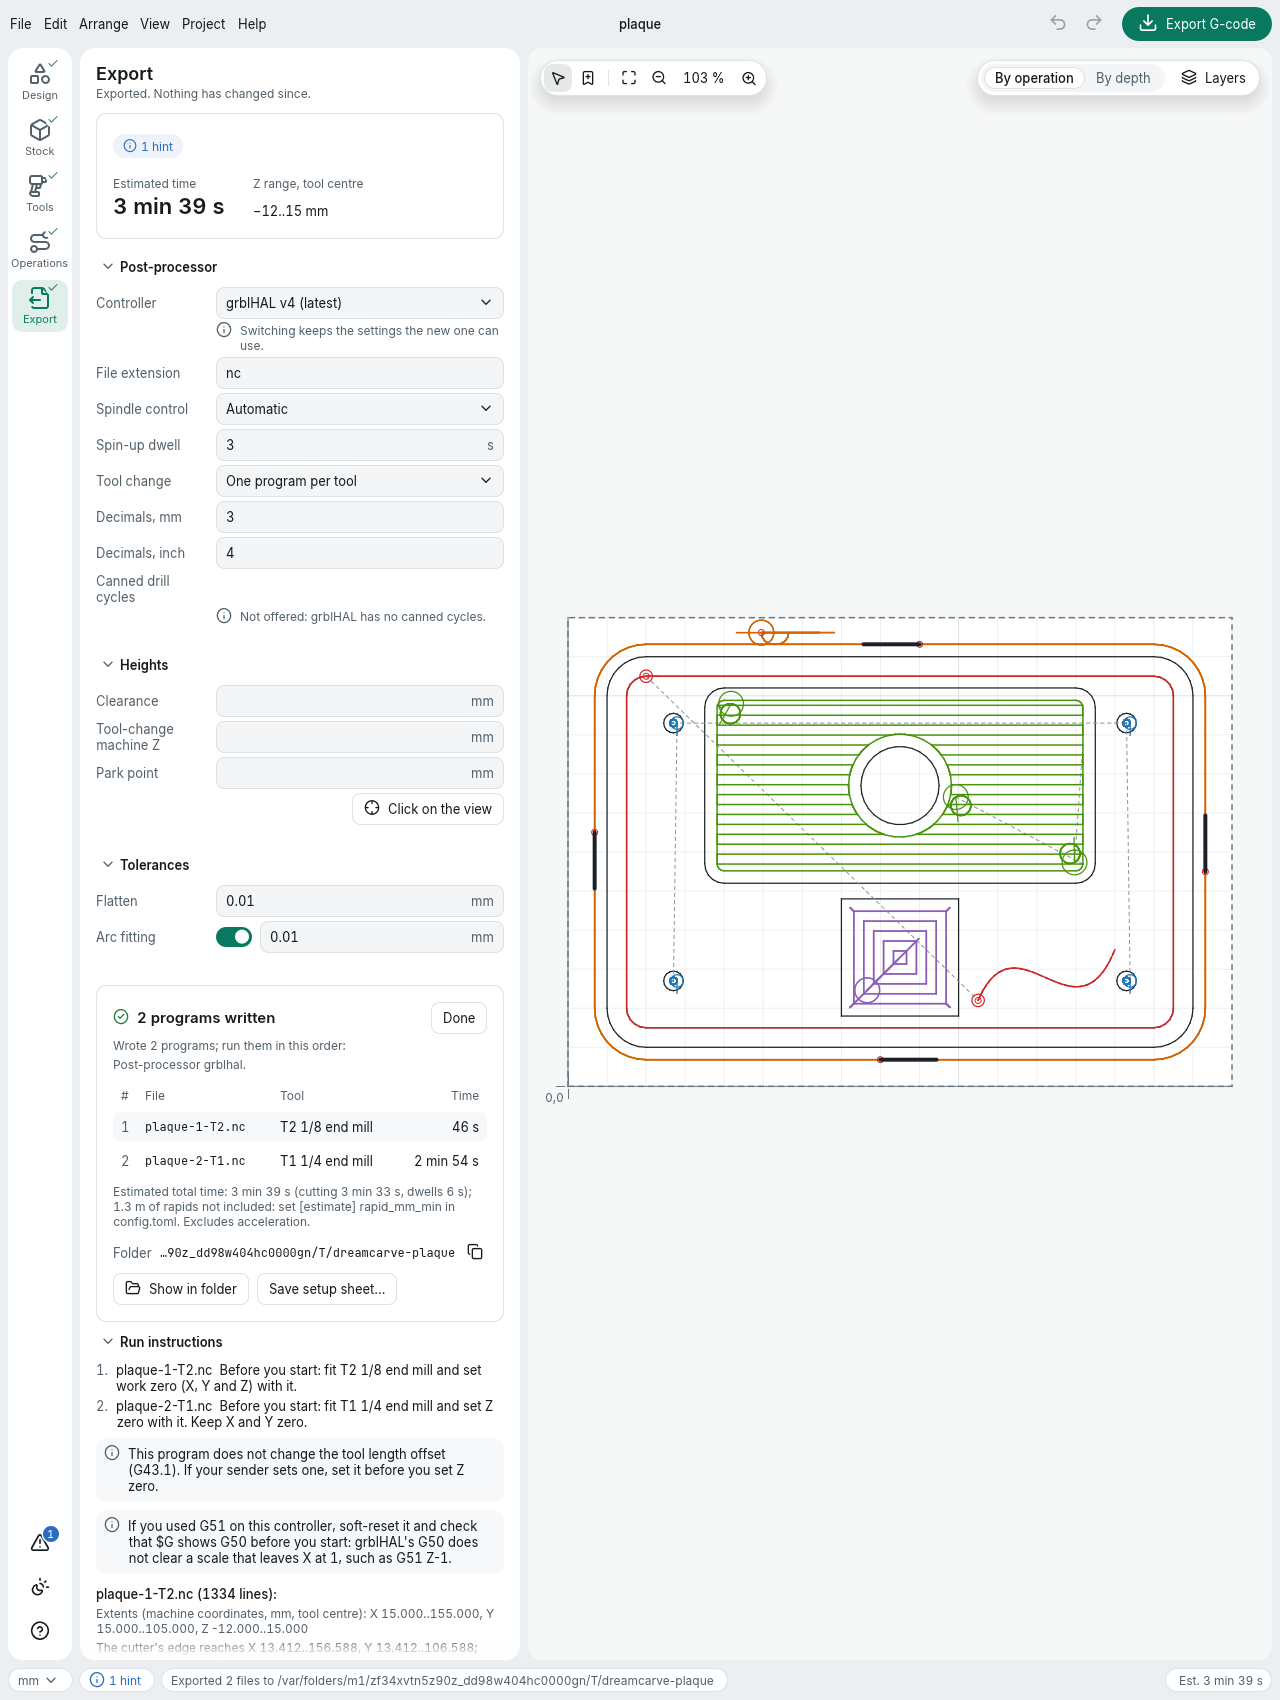 File Edit Arrange View Project Help
plaque
Export G-code
Design
Stock
Tools
Operations
Export
1
Export
Exported. Nothing has changed since.
1 hint
Estimated time
Z range, tool centre
3 min 39 s
−12..15 mm
Post-processor
Controller
grblHAL v4 (latest)
Switching keeps the settings the new one can
use.
File extension
nc
Spindle control
Automatic
Spin-up dwell
3
s
Tool change
One program per tool
Decimals, mm
3
Decimals, inch
4
Canned drill
cycles
Not offered: grblHAL has no canned cycles.
Heights
Clearance
mm
Tool-change
machine Z
mm
Park point
mm
Click on the view
Tolerances
Flatten
0.01
mm
Arc fitting
0.01
mm
2 programs written
Done
Wrote 2 programs; run them in this order:
Post-processor grblhal.
# File Tool Time
1 plaque-1-T2.nc T2 1/8 end mill 46 s
2 plaque-2-T1.nc T1 1/4 end mill 2 min 54 s
Estimated total time: 3 min 39 s (cutting 3 min 33 s, dwells 6 s);
1.3 m of rapids not included: set [estimate] rapid_mm_min in
config.toml. Excludes acceleration.
Folder …90z_dd98w404hc0000gn/T/dreamcarve-plaque
Show in folder
Save setup sheet...
Run instructions
1. plaque-1-T2.nc Before you start: fit T2 1/8 end mill and set
work zero (X, Y and Z) with it.
2. plaque-2-T1.nc Before you start: fit T1 1/4 end mill and set Z
zero with it. Keep X and Y zero.
This program does not change the tool length offset
(G43.1). If your sender sets one, set it before you set Z
zero.
If you used G51 on this controller, soft-reset it and check
that $G shows G50 before you start: grblHAL's G50 does
not clear a scale that leaves X at 1, such as G51 Z-1.
plaque-1-T2.nc (1334 lines):
Extents (machine coordinates, mm, tool centre): X 15.000..155.000, Y
15.000..105.000, Z -12.000..15.000
The cutter's edge reaches X 13.412..156.588, Y 13.412..106.588;
103 %
By operation
By depth
Layers
0,0
mm
1 hint
Exported 2 files to /var/folders/m1/zf34xvtn5z90z_dd98w404hc0000gn/T/dreamcarve-plaque
Est. 3 min 39 s